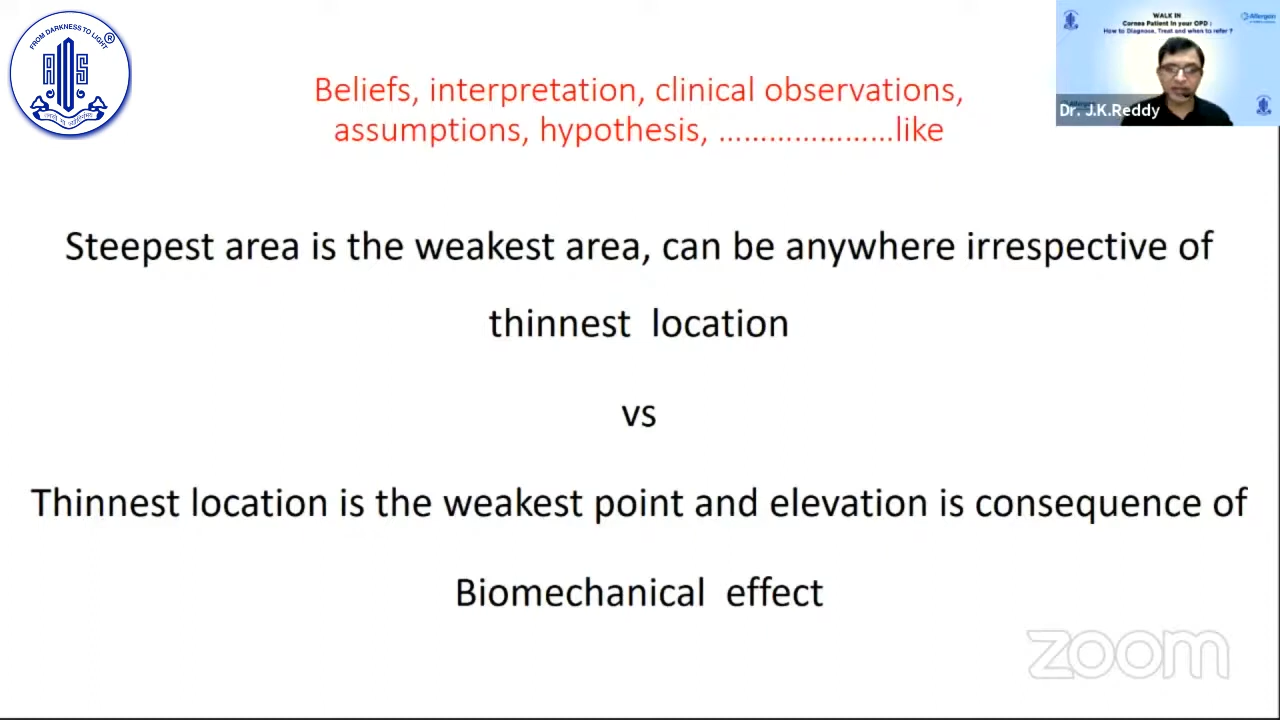 FROM DARKNESS TO LIGHT
®
AIOS
Beliefs, interpretation, clinical observations,
assumptions, hypothesis, .......................like
WALK IN
Cornea Patient in your OPD :
How to Diagnose, Treat and when to refer ?
Allergan
Dr. J.K.Reddy
Steepest area is the weakest area, can be anywhere irrespective of
thinnest location
vs
Thinnest location is the weakest point and elevation is consequence of
Biomechanical effect
zoom